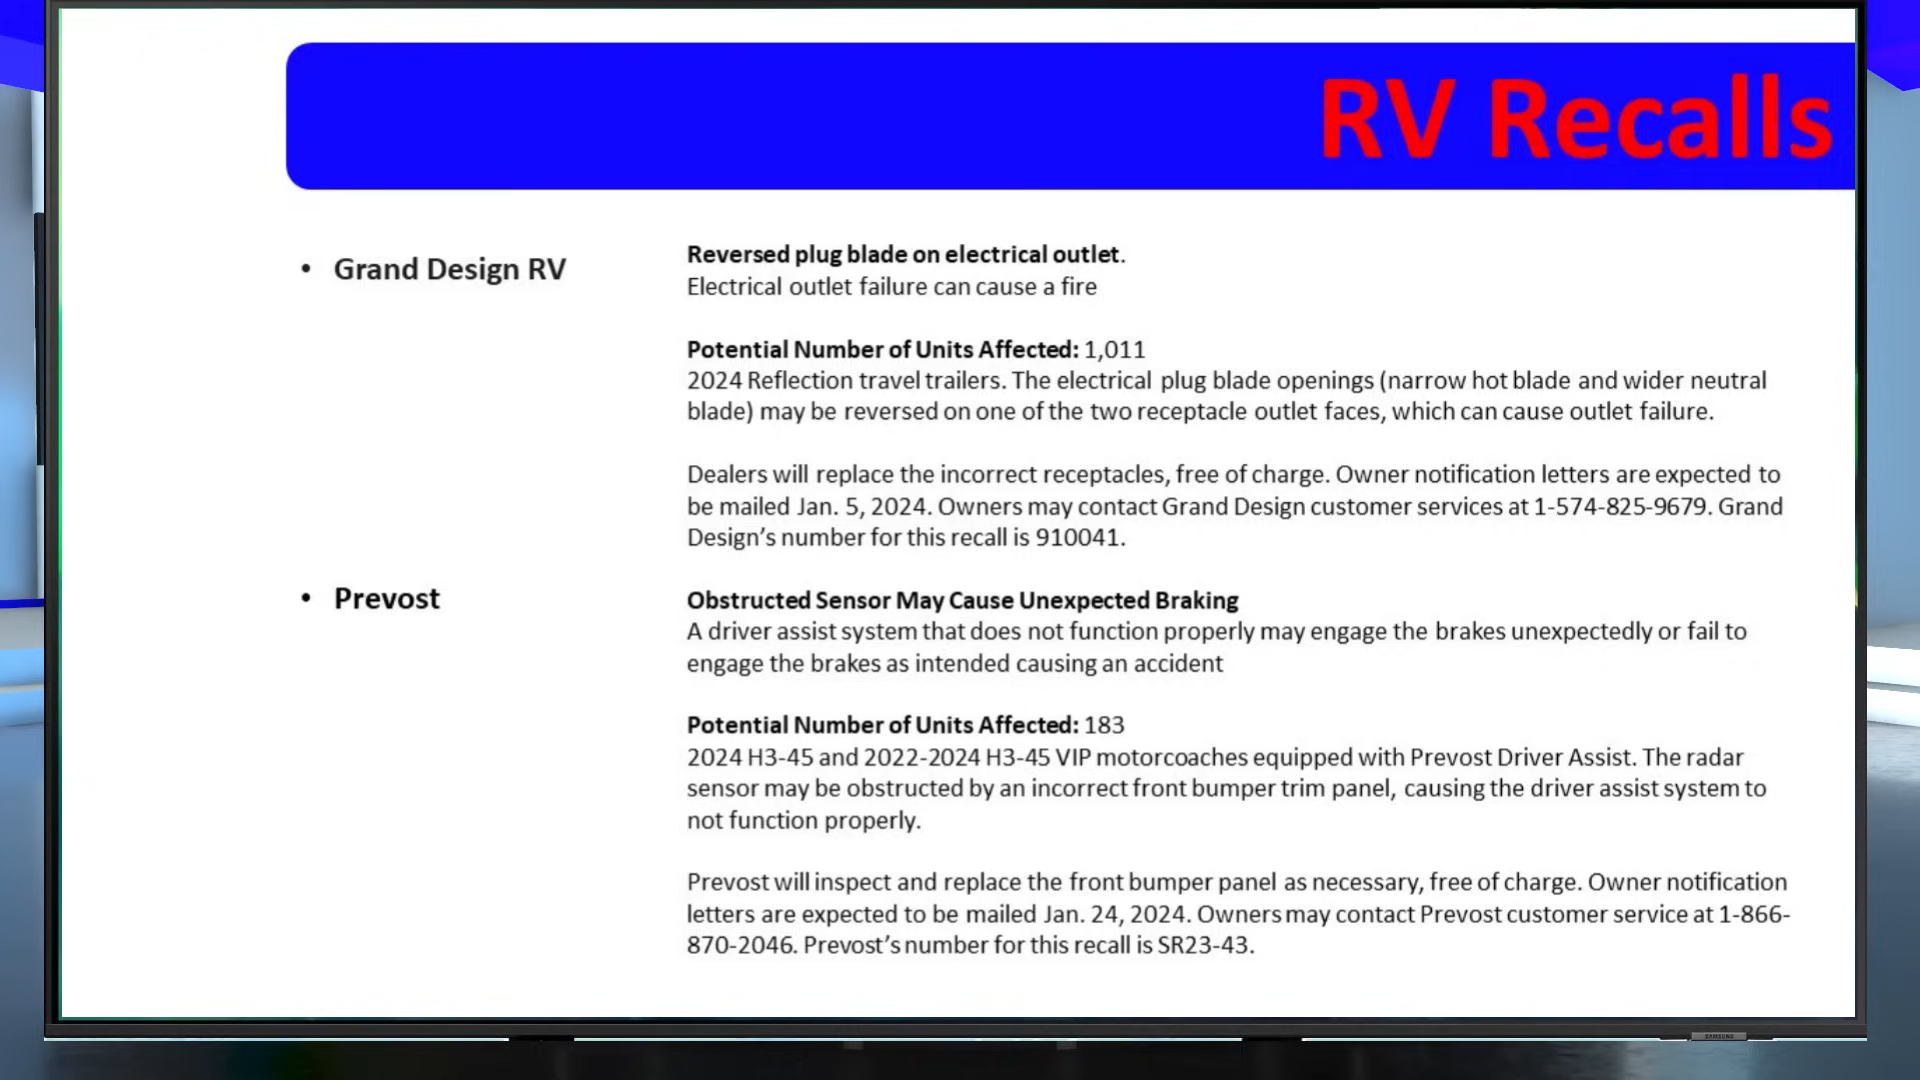 RV Recalls
• Grand Design RV
Reversed plug blade on electrical outlet.
Electrical outlet failure can cause a fire
Potential Number of Units Affected: 1,011
2024 Reflection travel trailers. The electrical plug blade openings (narrow hot blade and wider neutral
blade) may be reversed on one of the two receptacle outlet faces, which can cause outlet failure.
Dealers will replace the incorrect receptacles, free of charge. Owner notification letters are expected to
be mailed Jan. 5, 2024. Owners may contact Grand Design customer services at 1-574-825-9679. Grand
Design’s number for this recall is 910041.
• Prevost
Obstructed Sensor May Cause Unexpected Braking
A driver assist system that does not function properly may engage the brakes unexpectedly or fail to
engage the brakes as intended causing an accident
Potential Number of Units Affected: 183
2024 H3-45 and 2022-2024 H3-45 VIP motorcoaches equipped with Prevost Driver Assist. The radar
sensor may be obstructed by an incorrect front bumper trim panel, causing the driver assist system to
not function properly.
Prevost will inspect and replace the front bumper panel as necessary, free of charge. Owner notification
letters are expected to be mailed Jan. 24, 2024. Owners may contact Prevost customer service at 1-866-
870-2046. Prevost’s number for this recall is SR23-43.
SAMSUNG